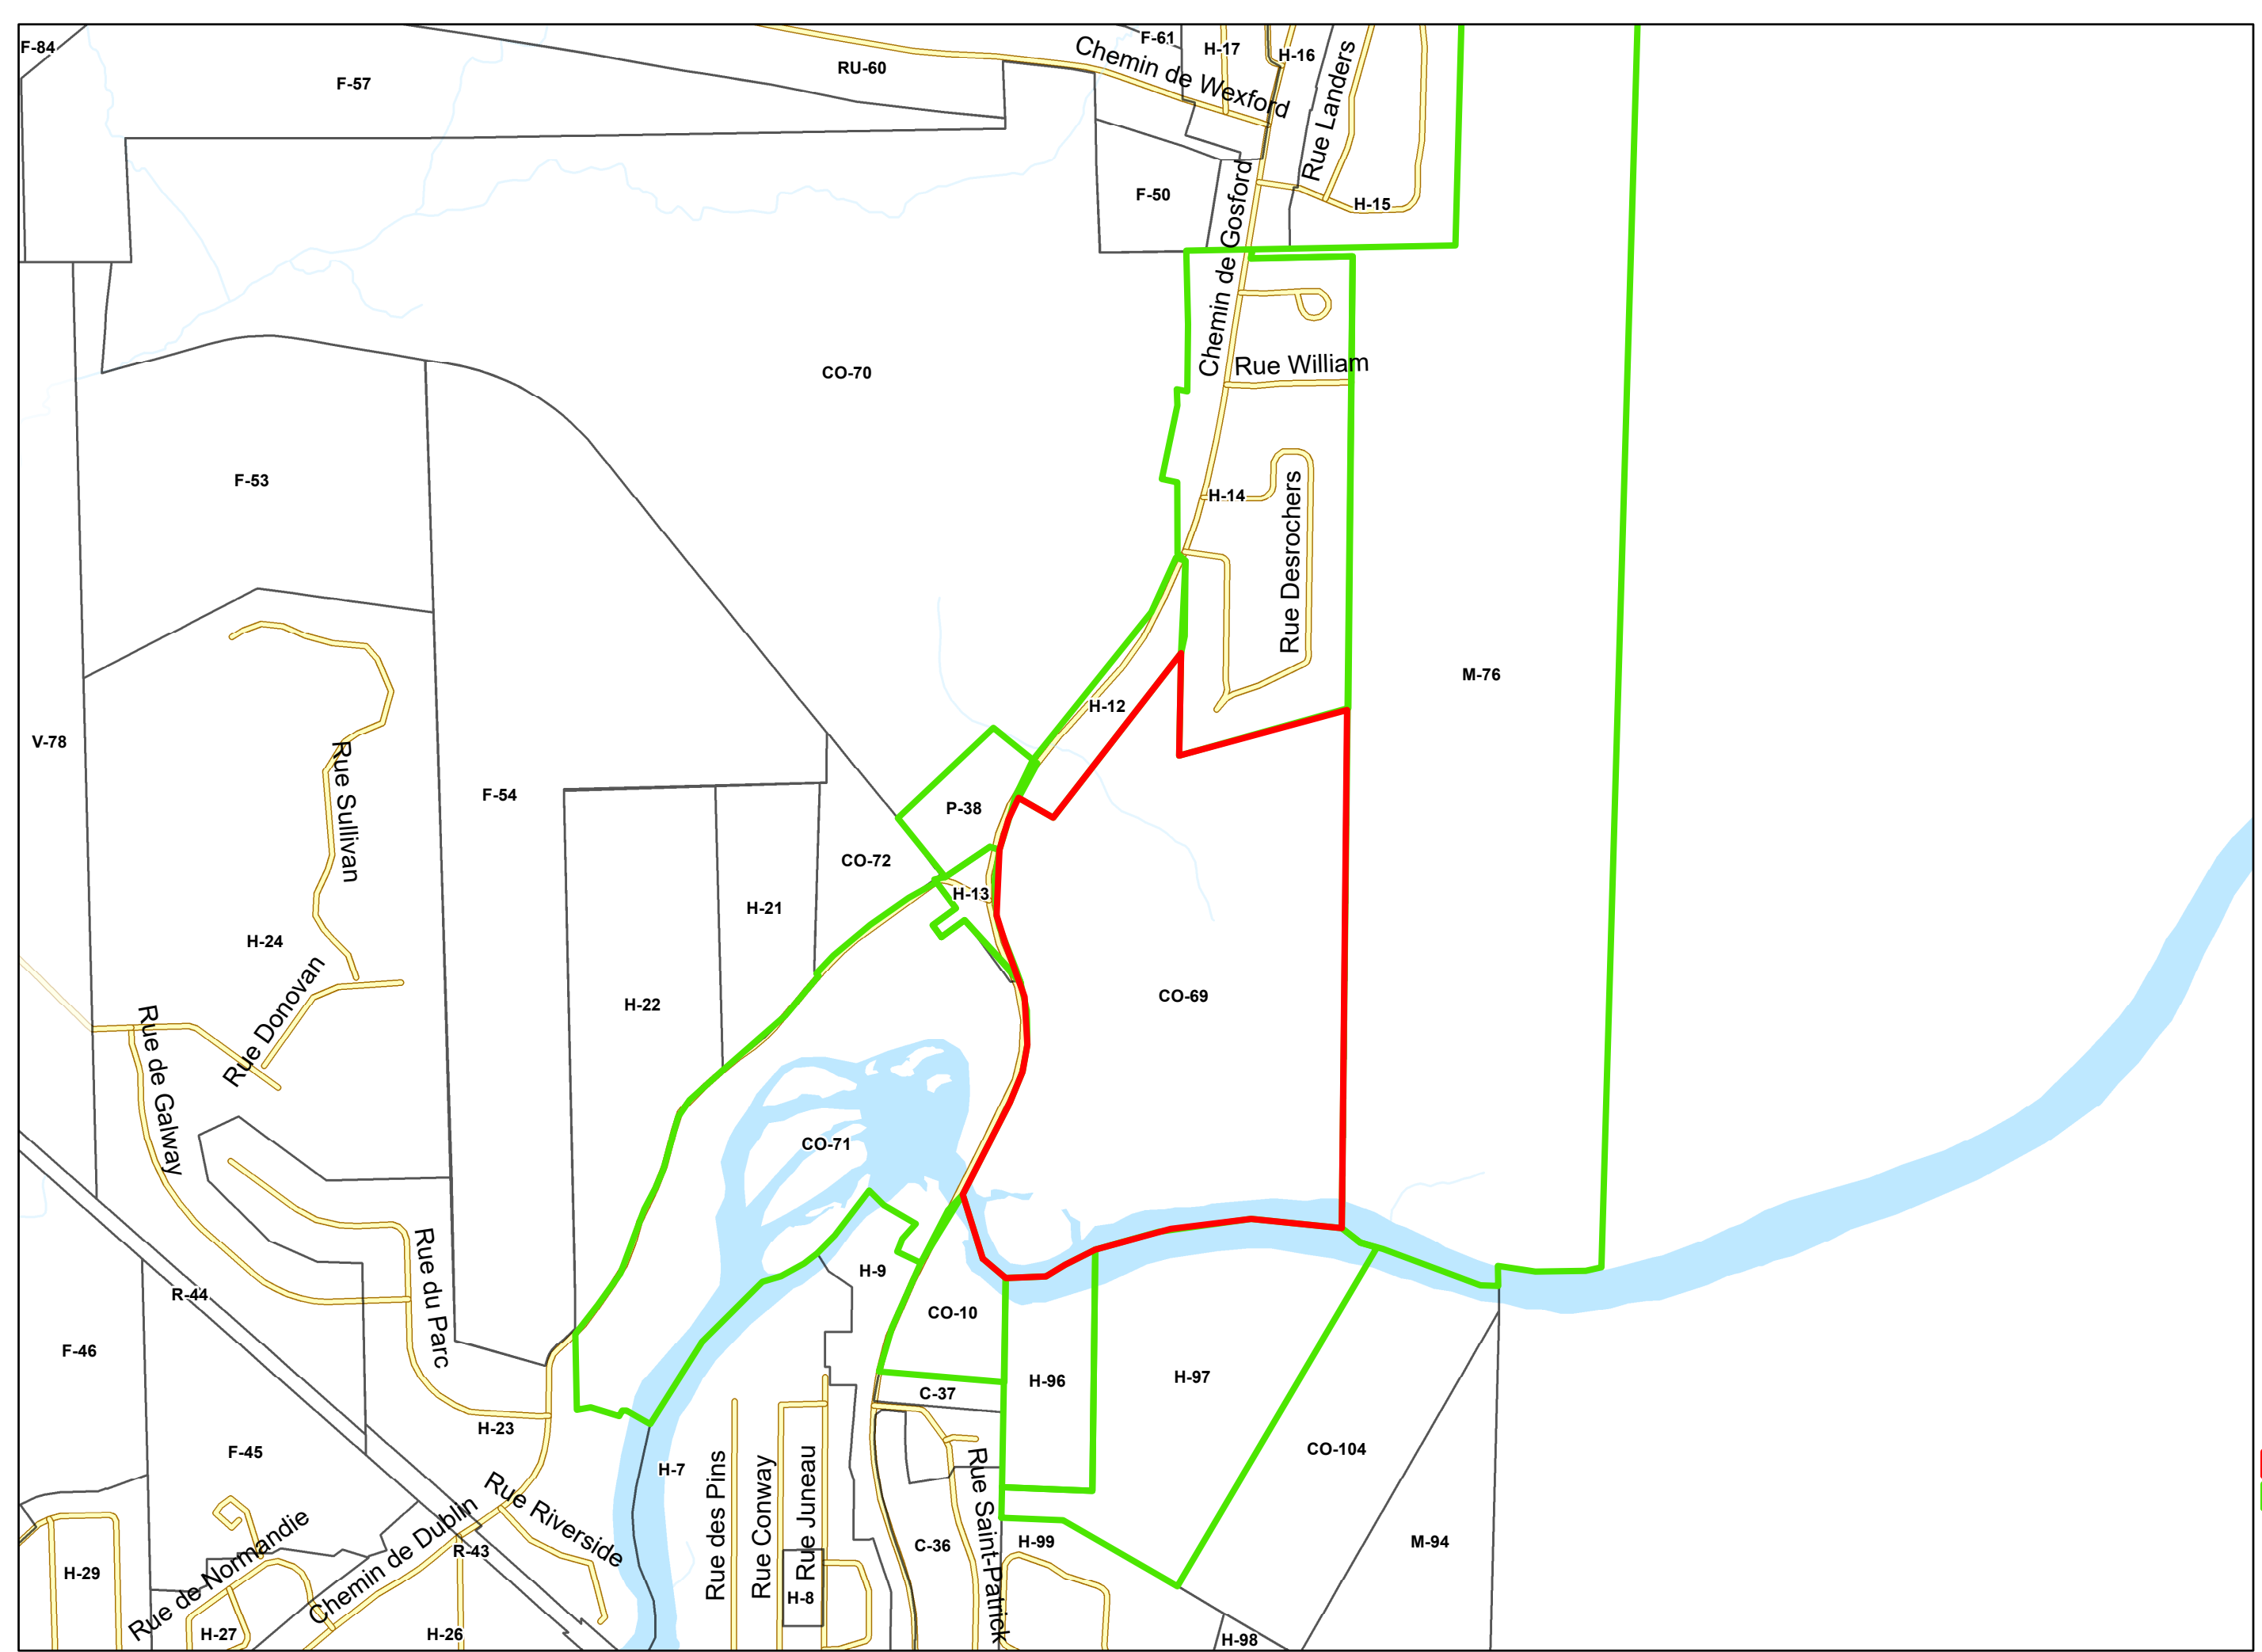 F-84
F-57
RU-60
F-61
H-17
H-16
Chemin de Wexford
Rue Landers
F-50
H-15
Chemin de Gosford
CO-70
Rue William
F-53
H-14
Rue Desrochers
M-76
H-12
V-78
Rue Sullivan
F-54
P-38
CO-72
H-13
H-21
H-24
Rue Donovan
H-22
CO-69
Rue de Galway
CO-71
Rue du Parc
H-9
R-44
CO-10
F-46
H-96
H-97
C-37
H-23
F-45
CO-104
H-7
Rue des Pins
Rue Conway
Rue Juneau
Rue Saint-Patrick
Rue Riverside
Chemin de Dublin
Rue de Normandie
R-43
C-36
H-99
M-94
H-29
H-8
H-27
H-26
H-98